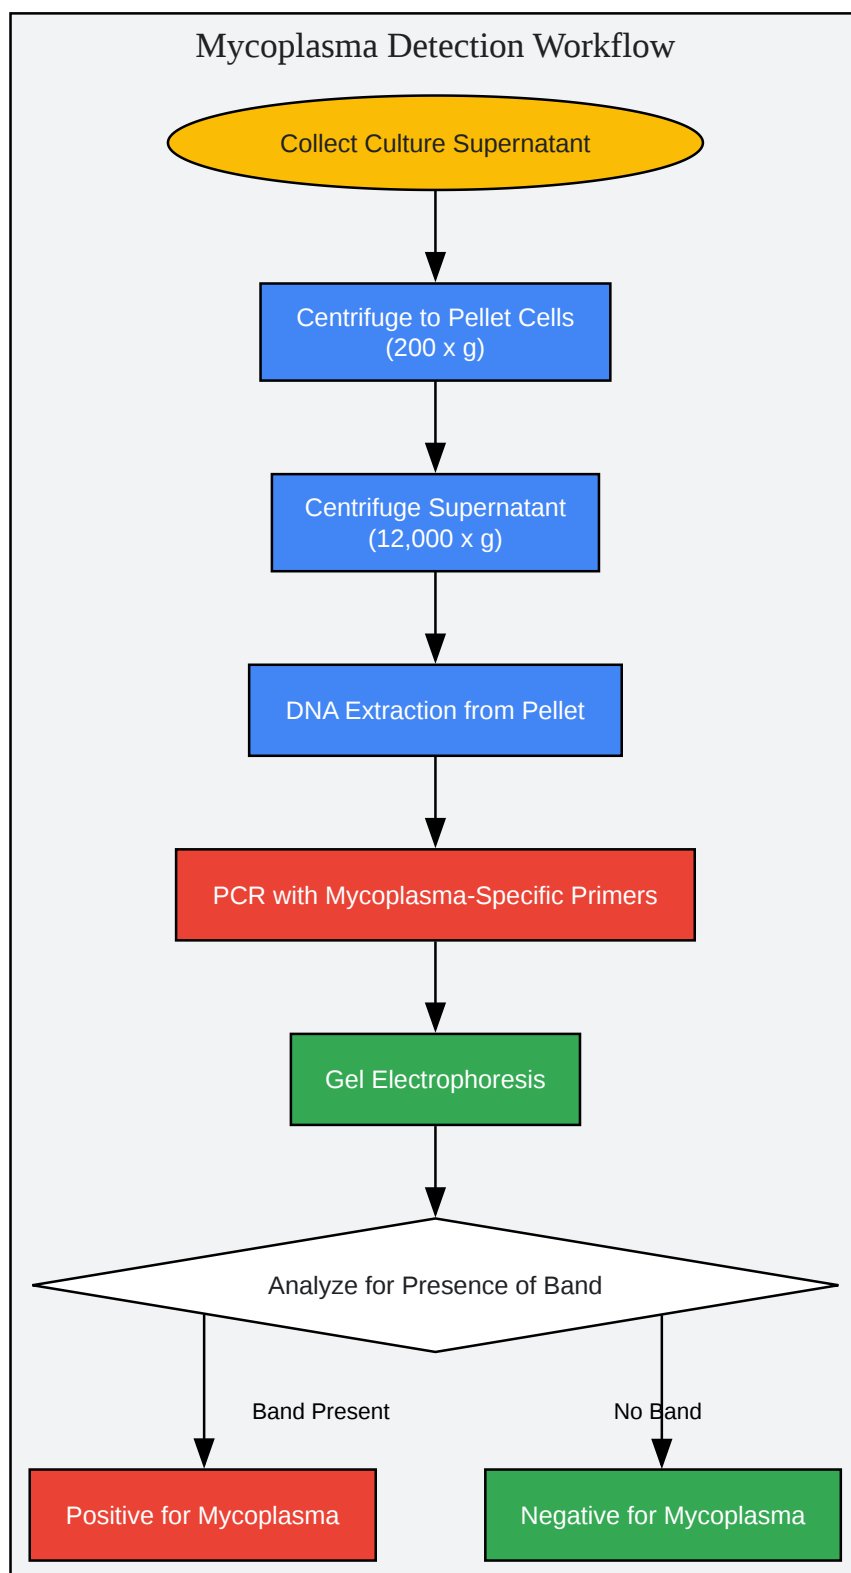 Mycoplasma Detection Workflow
Collect Culture Supernatant
Centrifuge to Pellet Cells
(200 x g)
Centrifuge Supernatant
(12,000 x g)
DNA Extraction from Pellet
PCR with Mycoplasma-Specific Primers
Gel Electrophoresis
Analyze for Presence of Band
Band Present
No Band
Positive for Mycoplasma
Negative for Mycoplasma